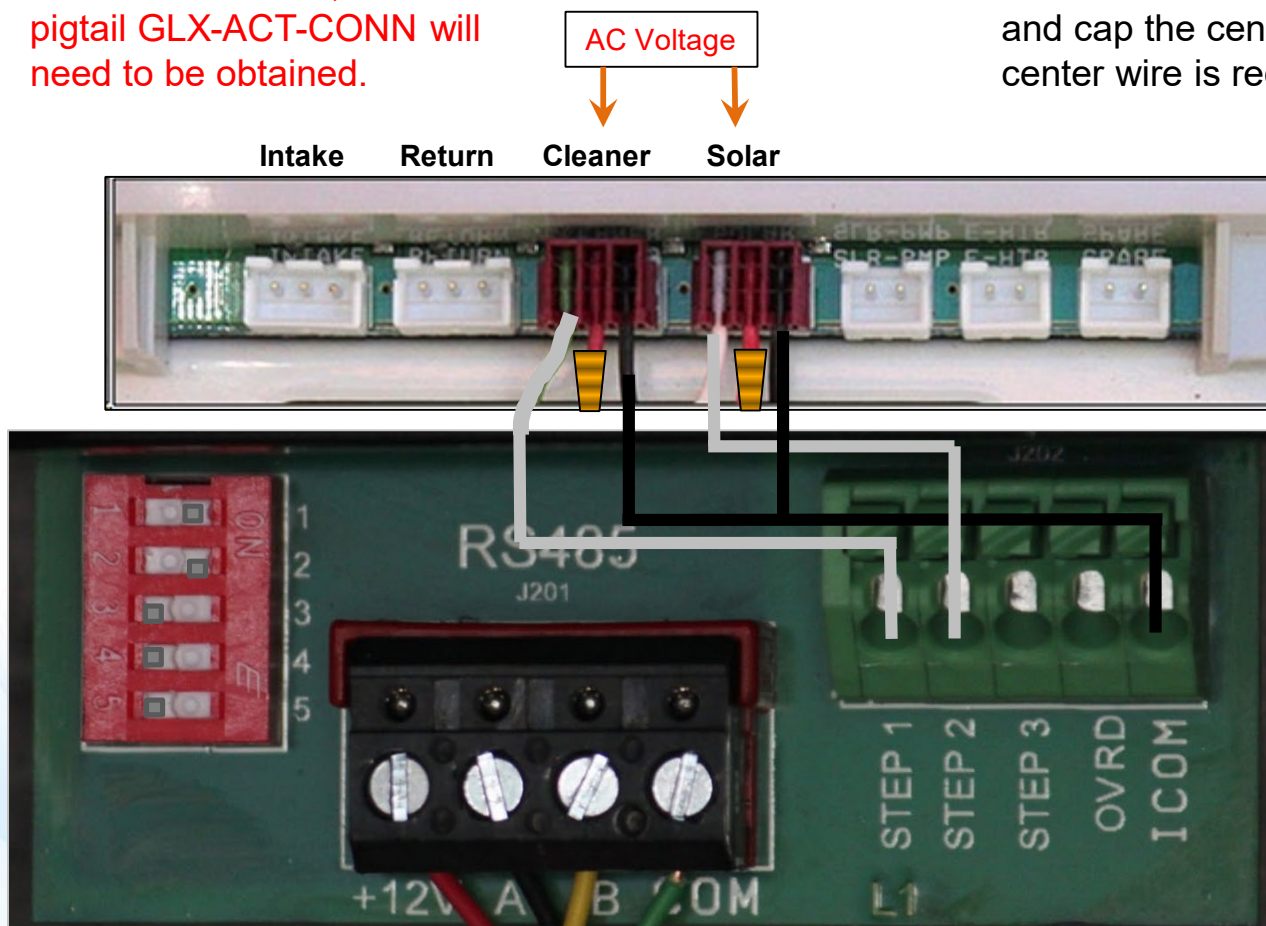 pigtail GLX-ACT-CONN will
need to be obtained.
AC Voltage
and cap the cen
center wire is re
Intake Return Cleaner Solar
INTAKE RETURN SLR-PMP E-HTR SPARE
J202
1 ON 1
2 2
3 3
4 4
5 5
RS485
J201
STEP 1
STEP 2
STEP 3
OVRD
ICOM
+12V A B COM
L1